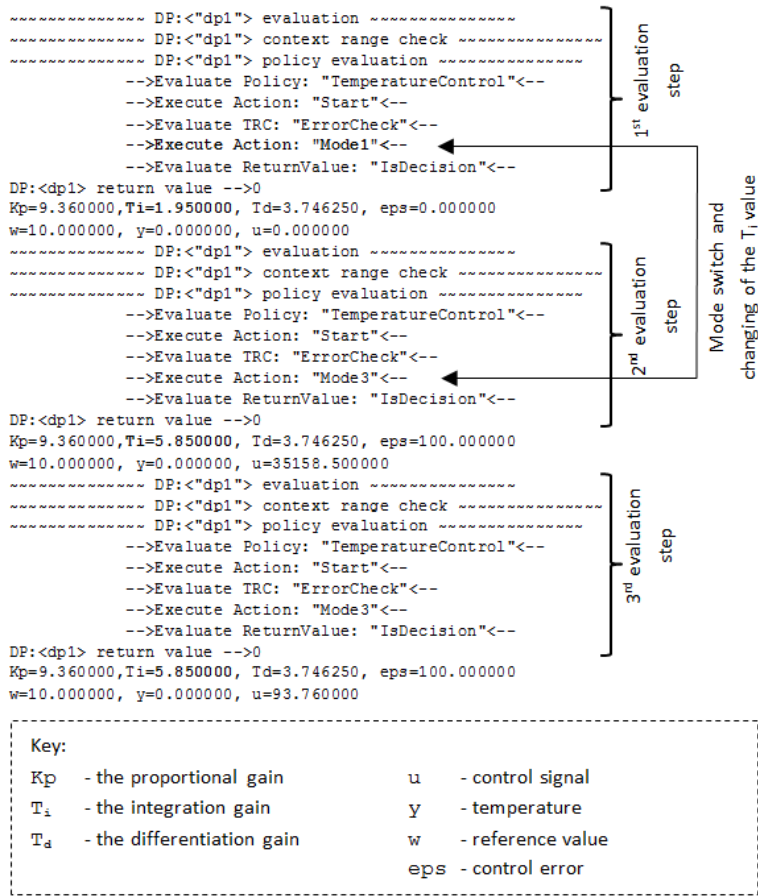 ~~~~~~~~~~~~~~ DP:<"dp1"> evaluation ~~~~~~~~~~~~~~~
~~~~~~~~~~~~~~ DP:<"dp1"> context range check ~~~~~~~~~~~~~~~
~~~~~~~~~~~~~~ DP:<"dp1"> policy evaluation ~~~~~~~~~~~~~~~
-->Evaluate Policy: "TemperatureControl"<--
-->Execute Action: "Start"<--
-->Evaluate TRC: "ErrorCheck"<--
-->Execute Action: "Mode1"<--
-->Evaluate ReturnValue: "IsDecision"<--
DP:<dp1> return value -->0
Kp=9.360000,Ti=1.950000, Td=3.746250, eps=0.000000
w=10.000000, y=0.000000, u=0.000000
1st evaluation
step
~~~~~~~~~~~~~~ DP:<"dp1"> evaluation ~~~~~~~~~~~~~~~
~~~~~~~~~~~~~~ DP:<"dp1"> context range check ~~~~~~~~~~~~~~~
~~~~~~~~~~~~~~ DP:<"dp1"> policy evaluation ~~~~~~~~~~~~~~~
-->Evaluate Policy: "TemperatureControl"<--
-->Execute Action: "Start"<--
-->Evaluate TRC: "ErrorCheck"<--
-->Execute Action: "Mode3"<--
-->Evaluate ReturnValue: "IsDecision"<--
DP:<dp1> return value -->0
Kp=9.360000,Ti=5.850000, Td=3.746250, eps=100.000000
w=10.000000, y=0.000000, u=35158.500000
2nd evaluation
step
Mode switch and
changing of the Ti value
~~~~~~~~~~~~~~ DP:<"dp1"> evaluation ~~~~~~~~~~~~~~~
~~~~~~~~~~~~~~ DP:<"dp1"> context range check ~~~~~~~~~~~~~~~
~~~~~~~~~~~~~~ DP:<"dp1"> policy evaluation ~~~~~~~~~~~~~~~
-->Evaluate Policy: "TemperatureControl"<--
-->Execute Action: "Start"<--
-->Evaluate TRC: "ErrorCheck"<--
-->Execute Action: "Mode3"<--
-->Evaluate ReturnValue: "IsDecision"<--
DP:<dp1> return value -->0
Kp=9.360000,Ti=5.850000, Td=3.746250, eps=100.000000
w=10.000000, y=0.000000, u=93.760000
3rd evaluation
step
Key:
Kp - the proportional gain
Ti - the integration gain
Td - the differentiation gain
u - control signal
y - temperature
w - reference value
eps - control error